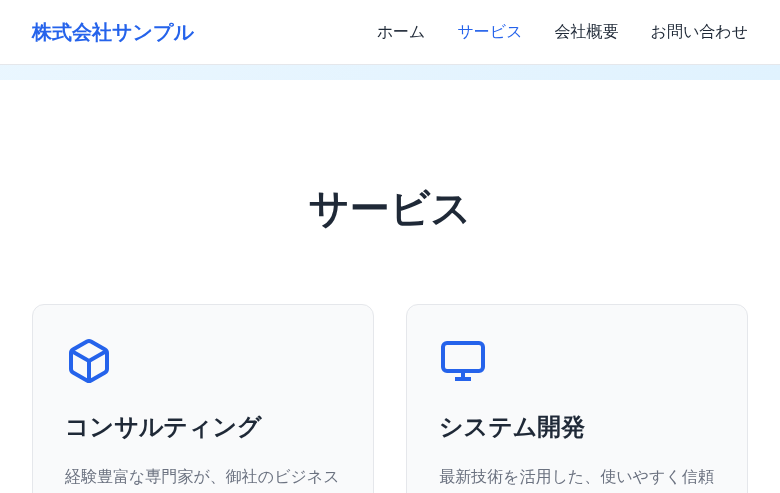 株式会社サンプル
ホーム サービス 会社概要 お問い合わせ
サービス
コンサルティング
経験豊富な専門家が、御社のビジネス
システム開発
最新技術を活用した、使いやすく信頼